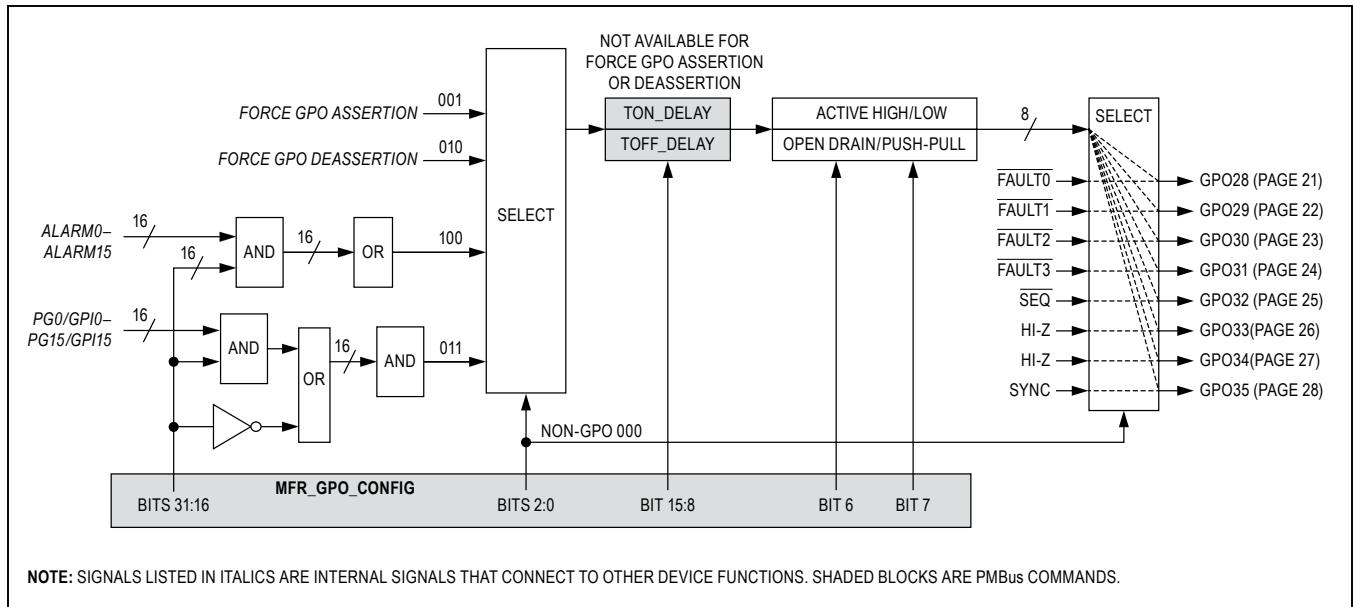 NOT AVAILABLE FOR
FORCE GPO ASSERTION
OR DEASSERTION
FORCE GPO ASSERTION
001
FORCE GPO DEASSERTION
010
SELECT
TON_DELAY
TOFF_DELAY
ACTIVE HIGH/LOW
OPEN DRAIN/PUSH-PULL
8
SELECT
ALARM0–
ALARM15
16
16
AND
16
OR
100
PG0/GPI0–
PG15/GPI15
16
AND
OR
16
AND
011
FAULT0
GPO28 (PAGE 21)
FAULT1
GPO29 (PAGE 22)
FAULT2
GPO30 (PAGE 23)
FAULT3
GPO31 (PAGE 24)
SEQ
GPO32 (PAGE 25)
HI-Z
GPO33(PAGE 26)
HI-Z
GPO34(PAGE 27)
SYNC
GPO35 (PAGE 28)
NON-GPO 000
MFR_GPO_CONFIG
BITS 31:16
BITS 2:0
BIT 15:8
BIT 6
BIT 7
NOTE: SIGNALS LISTED IN ITALICS ARE INTERNAL SIGNALS THAT CONNECT TO OTHER DEVICE FUNCTIONS. SHADED BLOCKS ARE PMBus COMMANDS.